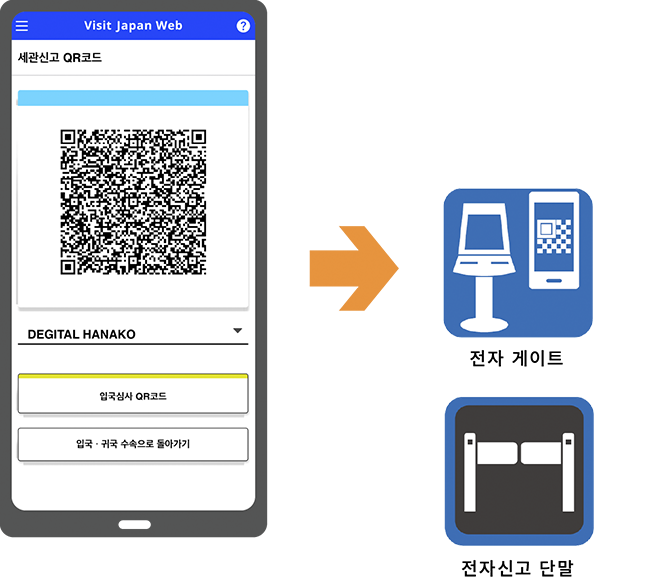 Visit Japan Web
?
세관신고 QR코드
DEGITAL HANAKO
입국심사 QR코드
입국 · 귀국 수속으로 돌아가기
전자 게이트
전자신고 단말